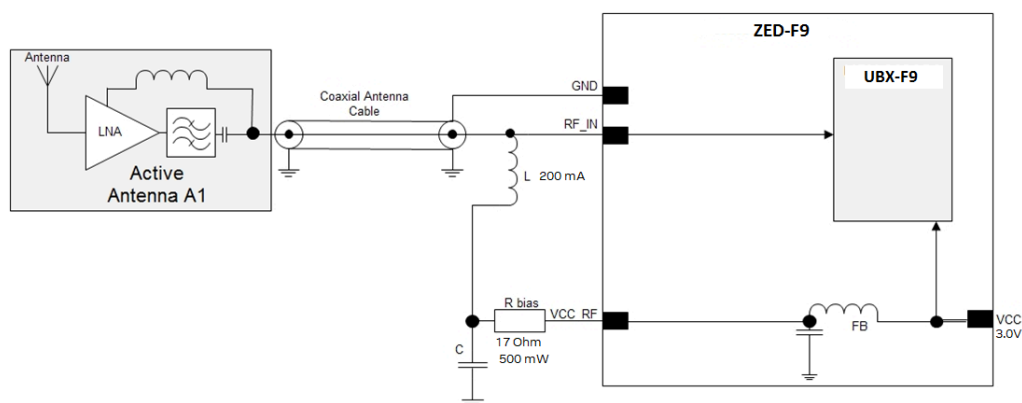 ZED-F9
Antenna
UBX-F9
GND
Coaxial Antenna
Cable
RF_IN
LNA
Active
Antenna A1
L 200 mA
R bias
VCC_RF
17 Ohm
500 mW
C
FB
VCC
3.0V